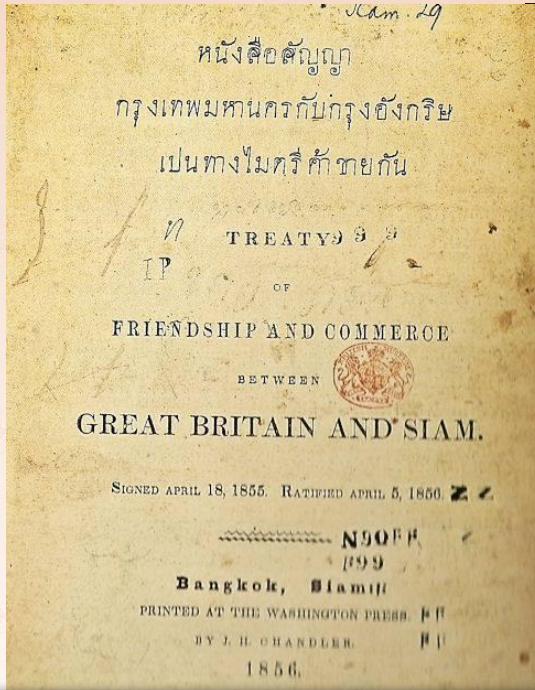 Siam. 29
หนังสือสัญญา
กรุงเทพมหานครกับกรุงอังกริษ
เปนทางไมตรีค้าขายกัน
TREATY
OF
FRIENDSHIP AND COMMERCE
BETWEEN
GREAT BRITAIN AND SIAM.
SIGNED APRIL 18, 1855. RATIFIED APRIL 5, 1856.
Bangkok, Siam
PRINTED AT THE WASHINGTON PRESS.
BY J. H. CHANDLER.
1856.